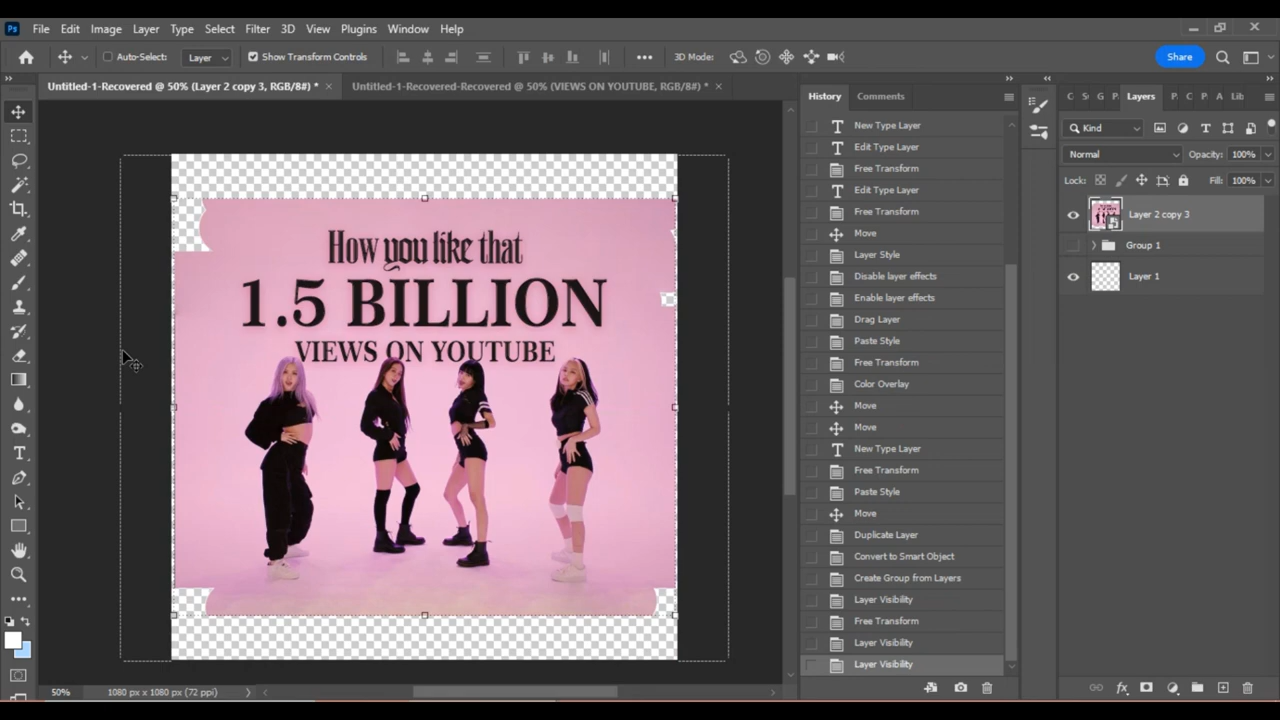 Ps File Edit Image Layer Type Select Filter 3D View Plugins Window Help
Auto-Select: Layer Show Transform Controls 3D Mode: Share
Untitled-1-Recovered @ 50% (Layer 2 copy 3, RGB/8#) * Untitled-1-Recovered-Recovered @ 50% (VIEWS ON YOUTUBE, RGB/8#) *
How you like that
1.5 BILLION
VIEWS ON YOUTUBE
50% 1080 px x 1080 px (72 ppi)
History Comments
New Type Layer
Edit Type Layer
Free Transform
Edit Type Layer
Free Transform
Move
Layer Style
Disable layer effects
Enable layer effects
Drag Layer
Paste Style
Free Transform
Color Overlay
Move
Move
New Type Layer
Free Transform
Paste Style
Move
Duplicate Layer
Convert to Smart Object
Create Group from Layers
Layer Visibility
Free Transform
Layer Visibility
Layer Visibility
Layers Lib
Kind
Normal Opacity: 100%
Lock: Fill: 100%
Layer 2 copy 3
Group 1
Layer 1
fx